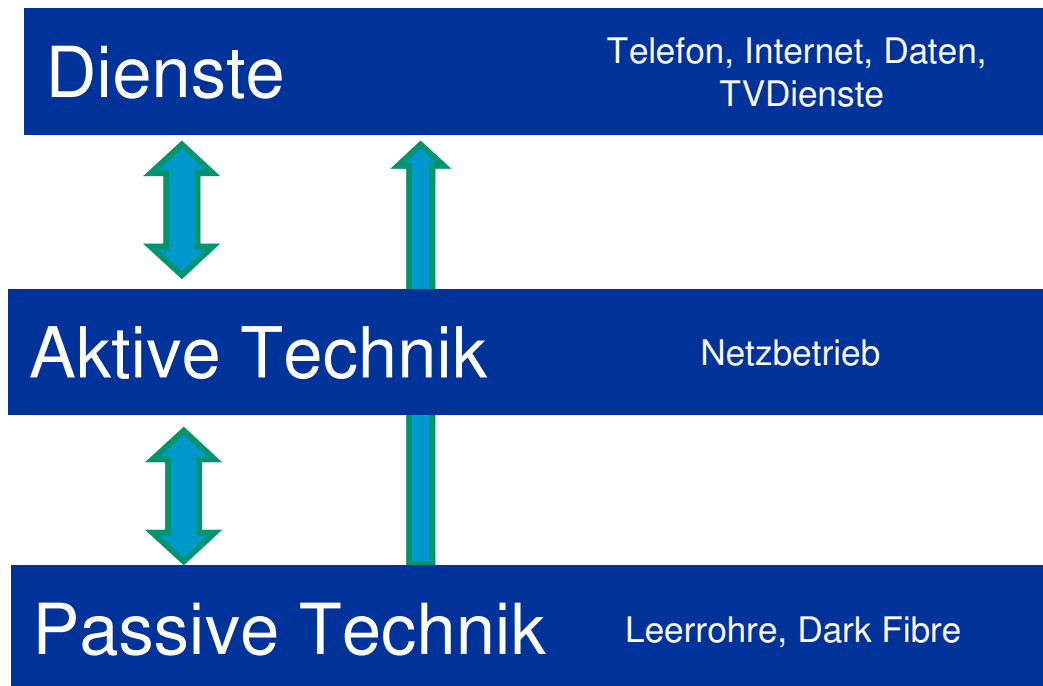 Dienste
Telefon, Internet, Daten,
TVDienste
Aktive Technik
Netzbetrieb
Passive Technik
Leerrohre, Dark Fibre